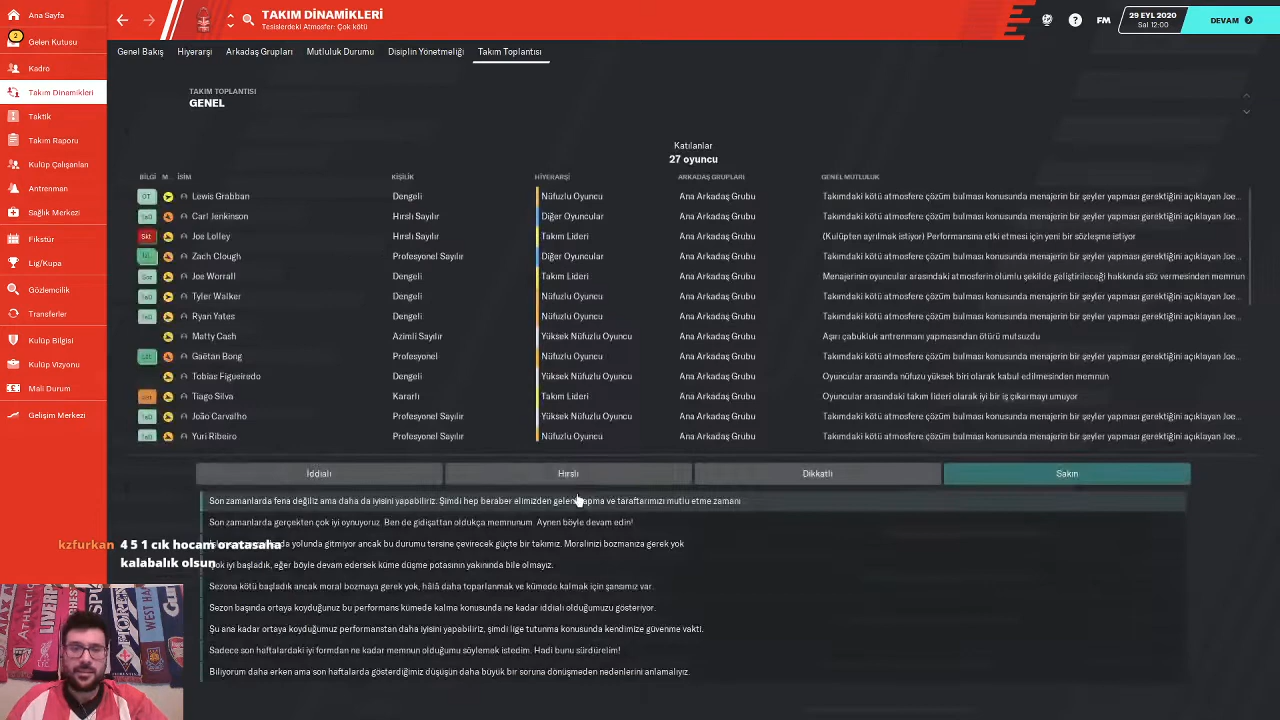 Ana Sayfa
2
Gelen Kutusu
Kadro
Takım Dinamikleri
Taktik
Takım Raporu
Kulüp Çalışanları
Antrenman
Sağlık Merkezi
Fikstür
Lig/Kupa
Gözlemcilik
Transferler
Kulüp Bilgisi
Kulüp Vizyonu
Mali Durum
Gelişim Merkezi
TAKIM DİNAMİKLERİ
Tesislerdeki Atmosfer: Çok kötü
FM
29 EYL 2020
Sal 12:00
DEVAM
Genel Bakış Hiyerarşi Arkadaş Grupları Mutluluk Durumu Disiplin Yönetmeliği Takım Toplantısı
TAKIM TOPLANTISI
GENEL
Katılanlar
27 oyuncu
BİLGİ M... İSİM KİŞİLİK HİYERARŞİ ARKADAŞ GRUPLARI GENEL MUTLULUK
Lewis Grabban Dengeli Nüfuzlu Oyuncu Ana Arkadaş Grubu Takımdaki kötü atmosfere çözüm bulması konusunda menajerin bir şeyler yapması gerektiğini açıklayan Joe...
Carl Jenkinson Hırslı Sayılır Diğer Oyuncular Ana Arkadaş Grubu Takımdaki kötü atmosfere çözüm bulması konusunda menajerin bir şeyler yapması gerektiğini açıklayan Joe...
Skt Joe Lolley Hırslı Sayılır Takım Lideri Ana Arkadaş Grubu (Kulüpten ayrılmak istiyor) Performansına etki etmesi için yeni bir sözleşme istiyor
Zach Clough Profesyonel Sayılır Diğer Oyuncular Ana Arkadaş Grubu Takımdaki kötü atmosfere çözüm bulması konusunda menajerin bir şeyler yapması gerektiğini açıklayan Joe...
Joe Worrall Dengeli Takım Lideri Ana Arkadaş Grubu Menajerinin oyuncular arasındaki atmosferin olumlu şekilde geliştirileceği hakkında söz vermesinden memnun
Tyler Walker Dengeli Nüfuzlu Oyuncu Ana Arkadaş Grubu Takımdaki kötü atmosfere çözüm bulması konusunda menajerin bir şeyler yapması gerektiğini açıklayan Joe...
Ryan Yates Dengeli Nüfuzlu Oyuncu Ana Arkadaş Grubu Takımdaki kötü atmosfere çözüm bulması konusunda menajerin bir şeyler yapması gerektiğini açıklayan Joe...
Matty Cash Azimli Sayılır Yüksek Nüfuzlu Oyuncu Ana Arkadaş Grubu Aşırı çabukluk antrenmanı yapmasından ötürü mutsuzdu
Gaëtan Bong Profesyonel Nüfuzlu Oyuncu Ana Arkadaş Grubu Takımdaki kötü atmosfere çözüm bulması konusunda menajerin bir şeyler yapması gerektiğini açıklayan Joe...
Tobias Figueiredo Dengeli Yüksek Nüfuzlu Oyuncu Ana Arkadaş Grubu Oyuncular arasında nüfuzu yüksek biri olarak kabul edilmesinden memnun
Tiago Silva Kararlı Takım Lideri Ana Arkadaş Grubu Oyuncular arasındaki takım lideri olarak iyi bir iş çıkarmayı umuyor
João Carvalho Profesyonel Sayılır Yüksek Nüfuzlu Oyuncu Ana Arkadaş Grubu Takımdaki kötü atmosfere çözüm bulması konusunda menajerin bir şeyler yapması gerektiğini açıklayan Joe...
Yuri Ribeiro Profesyonel Sayılır Nüfuzlu Oyuncu Ana Arkadaş Grubu Takımdaki kötü atmosfere çözüm bulması konusunda menajerin bir şeyler yapması gerektiğini açıklayan Joe...
İddialı Hırslı Dikkatli Sakin
Son zamanlarda fena değiliz ama daha da iyisini yapabiliriz. Şimdi hep beraber elimizden gelen yapma ve taraftarımızı mutlu etme zamanı
Son zamanlarda gerçekten çok iyi oynuyoruz. Ben de gidişattan oldukça memnunum. Aynen böyle devam edin!
yolunda gitmiyor ancak bu durumu tersine çevirecek güçte bir takımız. Moralinizi bozmanıza gerek yok
Çok iyi başladık, eğer böyle devam edersek küme düşme potasının yakınında bile olmayız.
Sezona kötü başladık ancak moral bozmaya gerek yok, hâlâ daha toparlanmak ve kümede kalmak için şansımız var..
Sezon başında ortaya koyduğunuz bu performans kümede kalma konusunda ne kadar iddialı olduğumuzu gösteriyor.
Şu ana kadar ortaya koyduğumuz performanstan daha iyisini yapabiliriz, şimdi lige tutunma konusunda kendimize güvenme vakti.
Sadece son haftalardaki iyi formdan ne kadar memnun olduğumu söylemek istedim. Hadi bunu sürdürelim!
Biliyorum daha erken ama son haftalarda gösterdiğimiz düşüşün daha büyük bir soruna dönüşmeden nedenlerini anlamalıyız.
kzfurkan 4 5 1 cık hocam oratasaha
kalabalık olsun
ATHLETIC
LIVERPOOL
WEST HAM